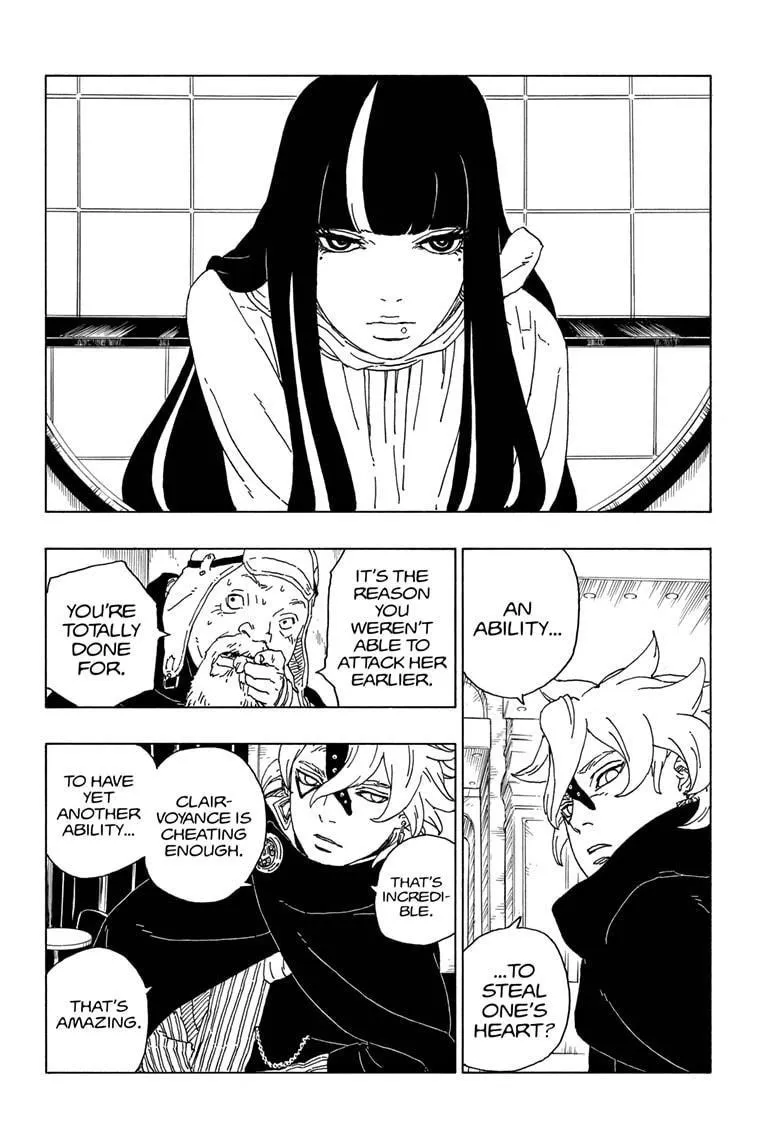 AN
ABILITY...
...TO
STEAL
ONE'S
HEART?
IT'S THE
REASON
YOU
WEREN'T
ABLE TO
ATTACK HER
EARLIER.
YOU'RE
TOTALLY
DONE
FOR.
THAT'S
INCREDI-
BLE.
CLAIR-
VOYANCE IS
CHEATING
ENOUGH.
TO HAVE
YET
ANOTHER
ABILITY...
THAT'S
AMAZING.